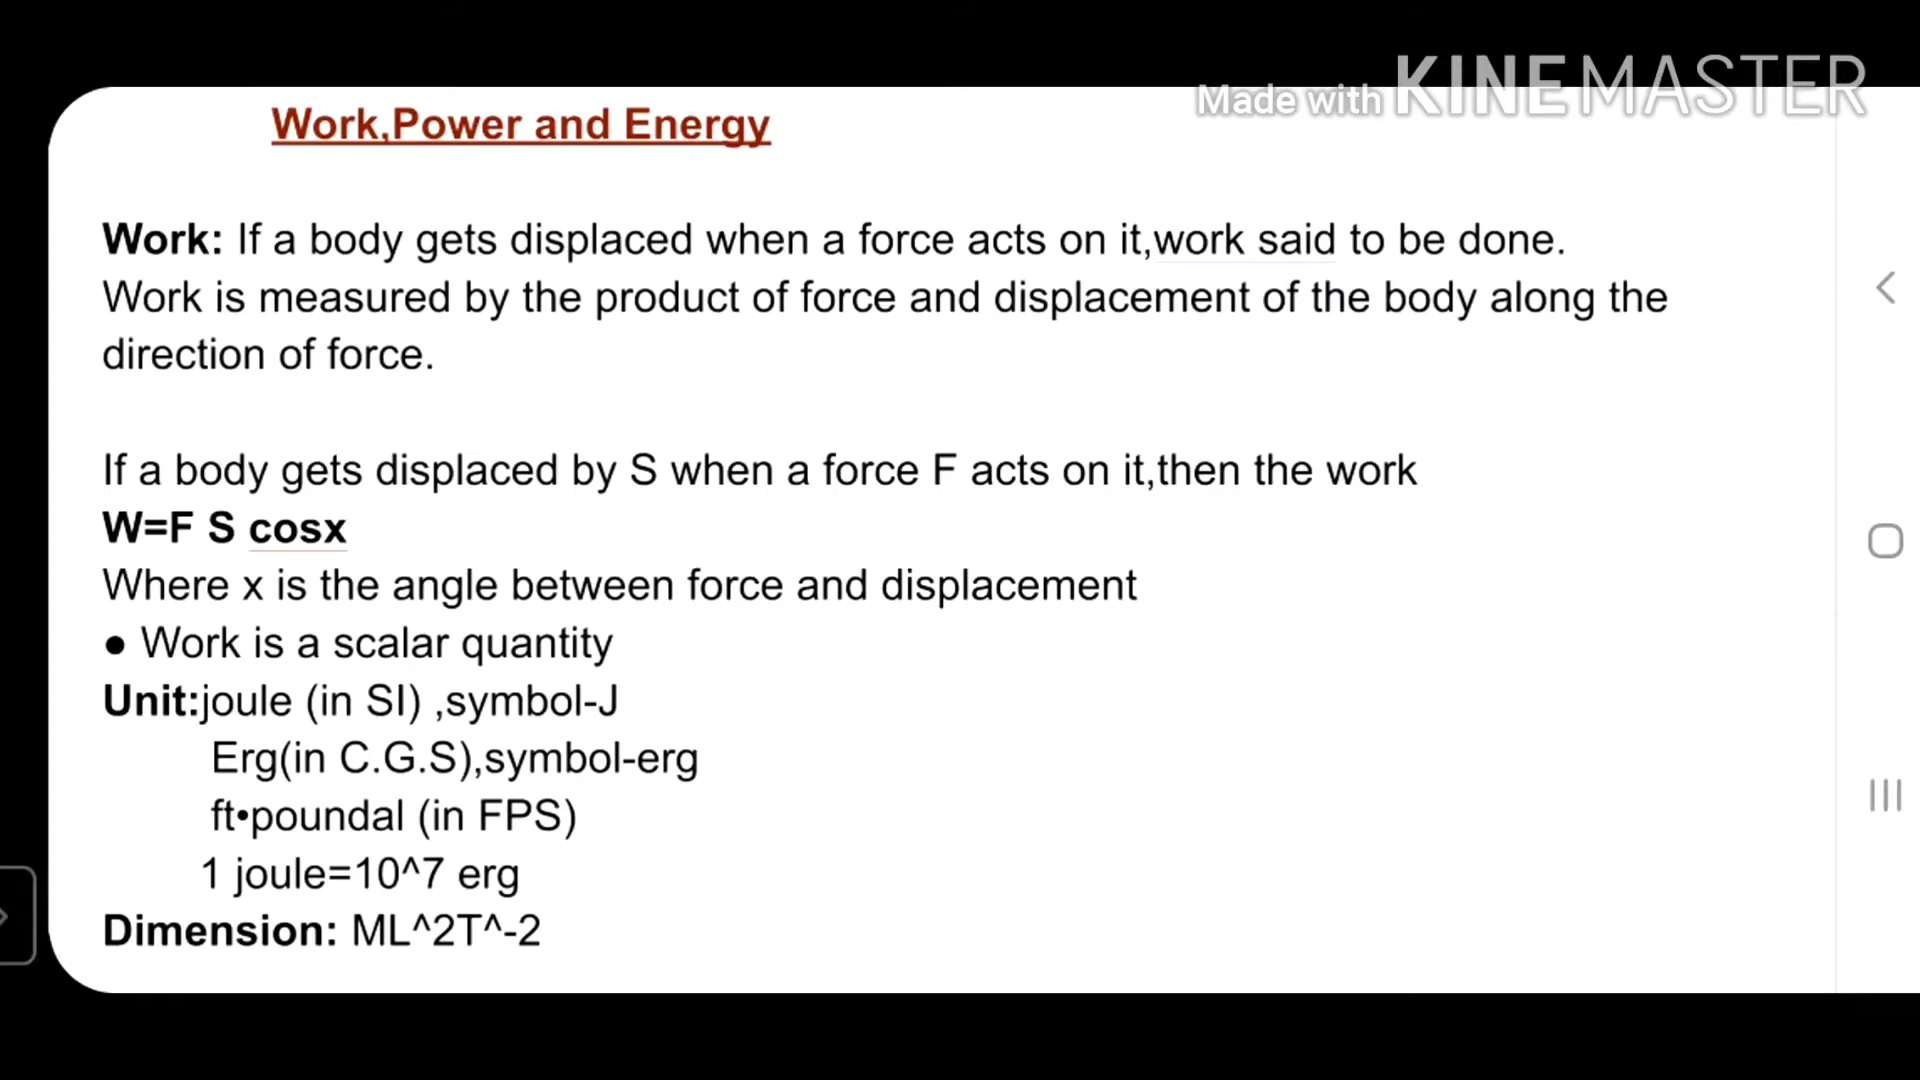 Made with KINEMASTER
Work,Power and Energy
Work: If a body gets displaced when a force acts on it,work said to be done.
Work is measured by the product of force and displacement of the body along the
direction of force.
If a body gets displaced by S when a force F acts on it,then the work
W=F S cosx
Where x is the angle between force and displacement
● Work is a scalar quantity
Unit:joule (in SI) ,symbol-J
Erg(in C.G.S),symbol-erg
ft•poundal (in FPS)
1 joule=10^7 erg
Dimension: ML^2T^-2